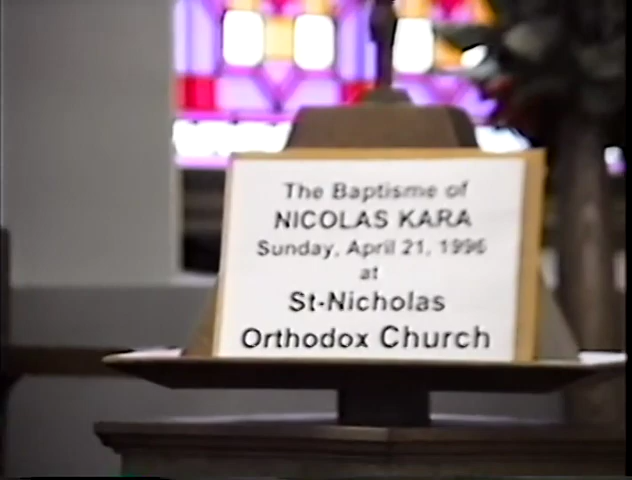 The Baptisme of
NICOLAS KARA
Sunday, April 21, 1996
at
St-Nicholas
Orthodox Church